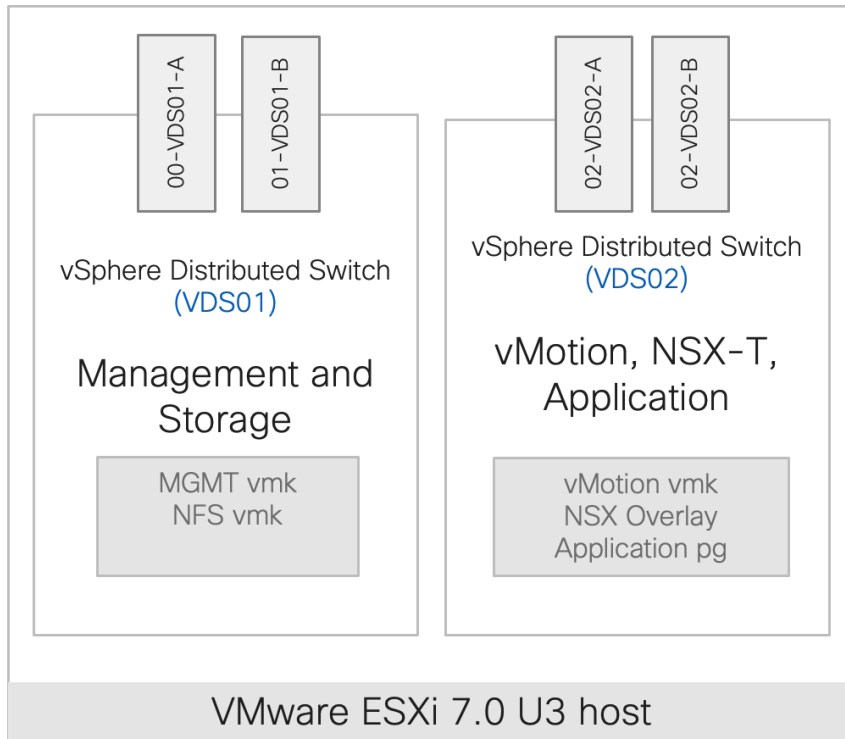 00-VDS01-A
01-VDS01-B
02-VDS02-A
02-VDS02-B
vSphere Distributed Switch
(VDS01)
Management and
Storage
MGMT vmk
NFS vmk
vSphere Distributed Switch
(VDS02)
vMotion, NSX-T,
Application
vMotion vmk
NSX Overlay
Application pg
VMware ESXi 7.0 U3 host